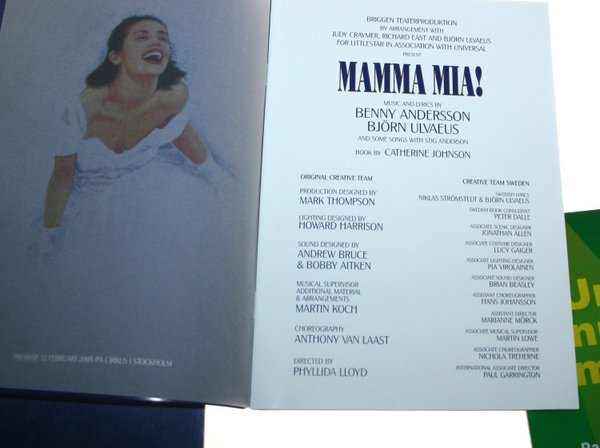 BRIGGEN TEATERPRODUKTION
BY ARRANGEMENT WITH
JUDY CRAYMER, RICHARD EAST AND BJÖRN ULVAEUS
FOR LITTLESTAR IN ASSOCIATION WITH UNIVERSAL
PRESENT
MAMMA MIA!
MUSIC AND LYRICS BY
BENNY ANDERSSON
BJÖRN ULVAEUS
AND SOME SONGS WITH STIG ANDERSON
BOOK BY CATHERINE JOHNSON
ORIGINAL CREATIVE TEAM
PRODUCTION DESIGNED BY
MARK THOMPSON
LIGHTING DESIGNED BY
HOWARD HARRISON
SOUND DESIGNED BY
ANDREW BRUCE
& BOBBY AITKEN
MUSICAL SUPERVISOR
ADDITIONAL MATERIAL
& ARRANGEMENTS
MARTIN KOCH
CHOREOGRAPHY
ANTHONY VAN LAAST
DIRECTED BY
PHYLLIDA LLOYD
CREATIVE TEAM SWEDEN
SWEDISH LYRICS
NIKLAS STRÖMSTEDT & BJÖRN ULVAEUS
SWEDISH BOOK CONSULTANT
PETER DALLE
ASSOCIATE SCENIC DESIGNER
JONATHAN ALLEN
ASSOCIATE COSTUME DESIGNER
LUCY GAIGER
ASSOCIATE LIGHTING DESIGNER
PIA VIROLAINEN
ASSOCIATE SOUND DESIGNER
BRIAN BEASLEY
ASSISTANT CHOREOGRAPHER
HANS JOHANSSON
ASSISTANT DIRECTOR
MARIANNE MÖRCK
ASSOCIATE MUSICAL SUPERVISOR
MARTIN LOWE
ASSOCIATE CHOREOGRAPHER
NICHOLA TREHERNE
INTERNATIONAL ASSOCIATE DIRECTOR
PAUL GARRINGTON
PREMIÄR 12 FEBRUARI 2005 PÅ CIRKUS I STOCKHOLM